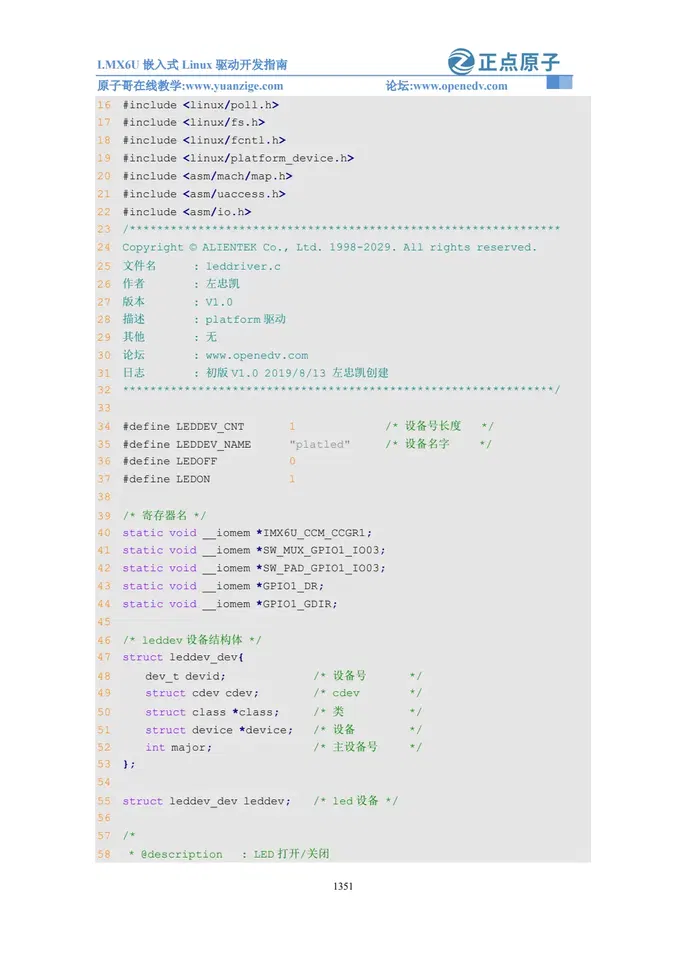 I.MX6U 嵌入式 Linux 驱动开发指南
正点原子
原子哥在线教学:www.yuanzige.com 论坛:www.openedv.com
16 #include <linux/poll.h>
17 #include <linux/fs.h>
18 #include <linux/fcntl.h>
19 #include <linux/platform_device.h>
20 #include <asm/mach/map.h>
21 #include <asm/uaccess.h>
22 #include <asm/io.h>
23 /***************************************************************
24 Copyright © ALIENTEK Co., Ltd. 1998-2029. All rights reserved.
25 文件名 : leddriver.c
26 作者 : 左忠凯
27 版本 : V1.0
28 描述 : platform 驱动
29 其他 : 无
30 论坛 : www.openedv.com
31 日志 : 初版 V1.0 2019/8/13 左忠凯创建
32 ***************************************************************/
33
34 #define LEDDEV_CNT 1 /* 设备号长度 */
35 #define LEDDEV_NAME "platled" /* 设备名字 */
36 #define LEDOFF 0
37 #define LEDON 1
38
39 /* 寄存器名 */
40 static void __iomem *IMX6U_CCM_CCGR1;
41 static void __iomem *SW_MUX_GPIO1_IO03;
42 static void __iomem *SW_PAD_GPIO1_IO03;
43 static void __iomem *GPIO1_DR;
44 static void __iomem *GPIO1_GDIR;
45
46 /* leddev 设备结构体 */
47 struct leddev_dev{
48 dev_t devid; /* 设备号 */
49 struct cdev cdev; /* cdev */
50 struct class *class; /* 类 */
51 struct device *device; /* 设备 */
52 int major; /* 主设备号 */
53 };
54
55 struct leddev_dev leddev; /* led 设备 */
56
57 /*
58 * @description : LED 打开/关闭
1351